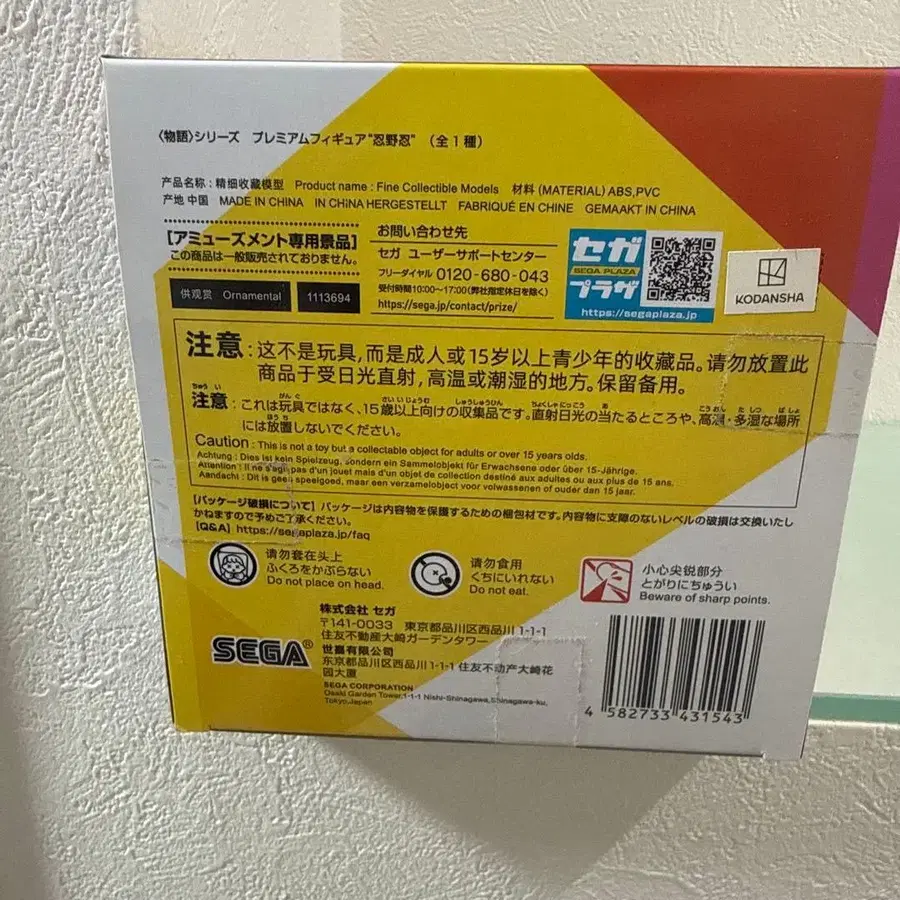 〈物語〉シリーズ プレミアムフィギュア"忍野忍" （全1種）
产品名称：精细收藏模型 Product name : Fine Collectible Models 材料 (MATERIAL) ABS,PVC
产地 中国 MADE IN CHINA IN CHINA HERGESTELLT FABRIQUÉ EN CHINE GEMAAKT IN CHINA
【アミューズメント専用景品】
この商品は一般販売されておりません。
供观赏 Ornamental 1113694
お問い合わせ先
セガ ユーザーサポートセンター
フリーダイヤル 0120-680-043
受付時間10:00～17:00(弊社指定休日を除く)
https://sega.jp/contact/prize/
セガ
SEGA PLAZA
プラザ
https://segaplaza.jp
KODANSHA
注意：这不是玩具，而是成人或15岁以上青少年的收藏品。请勿放置此
商品于受日光直射，高温或潮湿的地方。保留备用。
注意：これは玩具ではなく、15歳以上向けの収集品です。直射日光の当たるところや、高温・多湿な場所
には放置しないでください。
Caution : This is not a toy but a collectable object for adults or over 15 years olds.
Achtung : Dies ist kein Spielzeug, sondern ein Sammelobjekt für Erwachsene oder über 15-Jährige.
Attention : Il ne s'agit pas d'un jouet mais d'un objet de collection destiné aux adultes ou aux plus de 15 ans.
Aandacht : Dit is geen speelgoed, maar een verzamelobject voor volwassenen of ouder dan 15 jaar.
【パッケージ破損について】パッケージは内容物を保護するための梱包材です。内容物に支障のないレベルの破損は交換いたし
かねますので予めご了承ください。
【Q&A】https://segaplaza.jp/faq
请勿套在头上
ふくろをかぶらない
Do not place on head.
请勿食用
くちにいれない
Do not eat.
小心尖锐部分
とがりにちゅうい
Beware of sharp points.
SEGA®
株式会社 セガ
〒141-0033 東京都品川区西品川 1-1-1
住友不動産大崎ガーデンタワー
世嘉有限公司
东京都品川区西品川 1-1-1 住友不动产大崎花
园大厦
SEGA CORPORATION
Osaki Garden Tower,1-1-1 Nishi-Shinagawa,Shinagawa-ku,
Tokyo,Japan
4 582733 431543